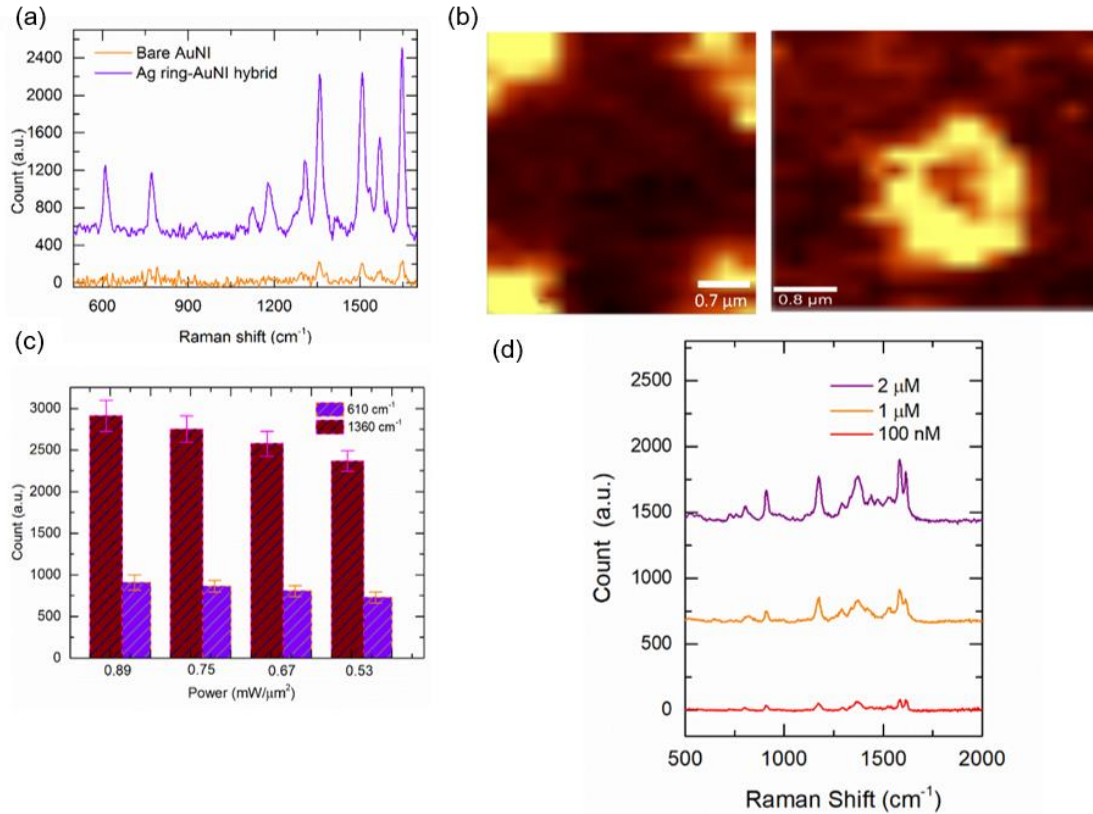 (a)
Bare AuNI
Ag ring-AuNI hybrid
2400
2000
1600
1200
800
400
0
Count (a.u.)
600 900 1200 1500
Raman shift (cm⁻¹)
(b)
0.7 μm
0.8 μm
(c)
3000
2500
2000
1500
1000
500
0
Count (a.u.)
610 cm⁻¹
1360 cm⁻¹
0.89 0.75 0.67 0.53
Power (mW/μm²)
(d)
2500
2000
1500
1000
500
0
Count (a.u.)
2 μM
1 μM
100 nM
500 1000 1500 2000
Raman Shift (cm⁻¹)